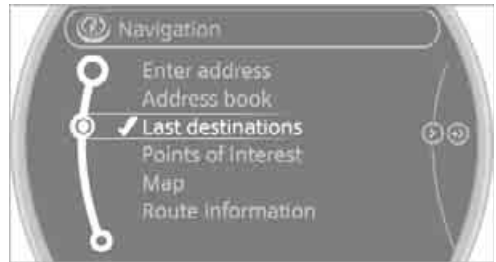 Navigation
Enter address
Address book
Last destinations
Points of Interest
Map
Route information